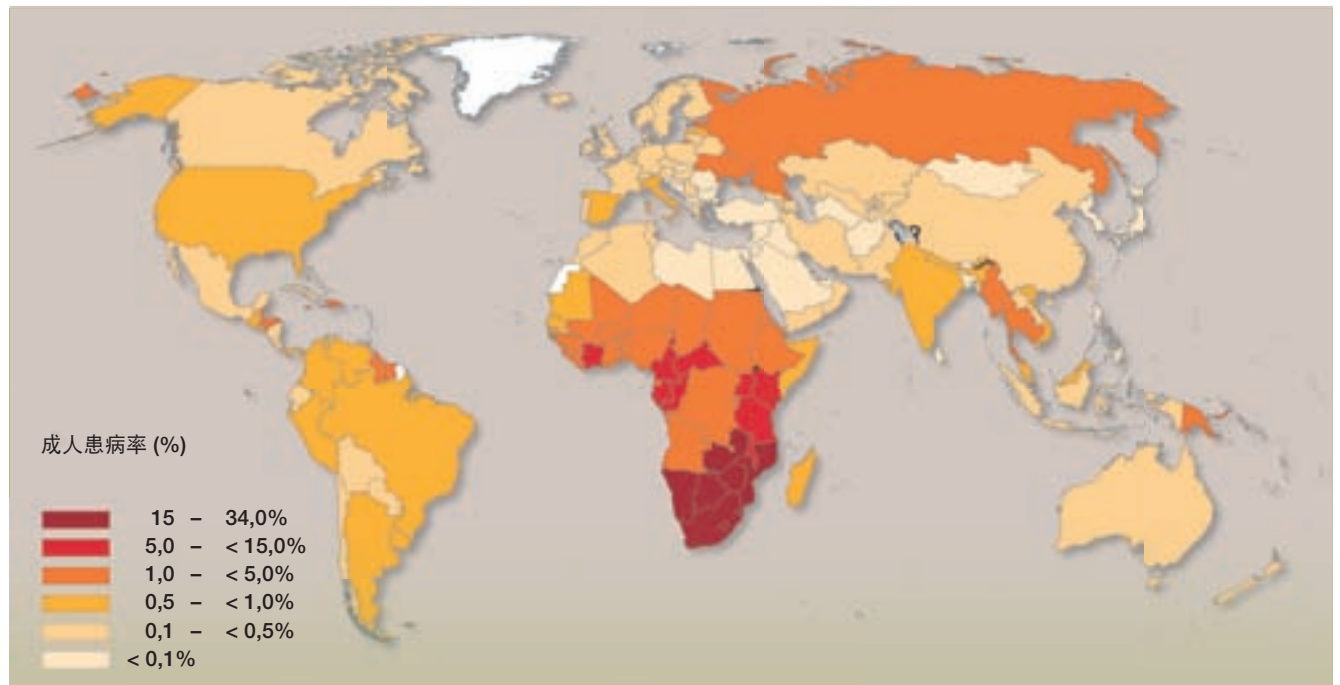 成人患病率 (%)
15 – 34,0%
5,0 – < 15,0%
1,0 – < 5,0%
0,5 – < 1,0%
0,1 – < 0,5%
< 0,1%